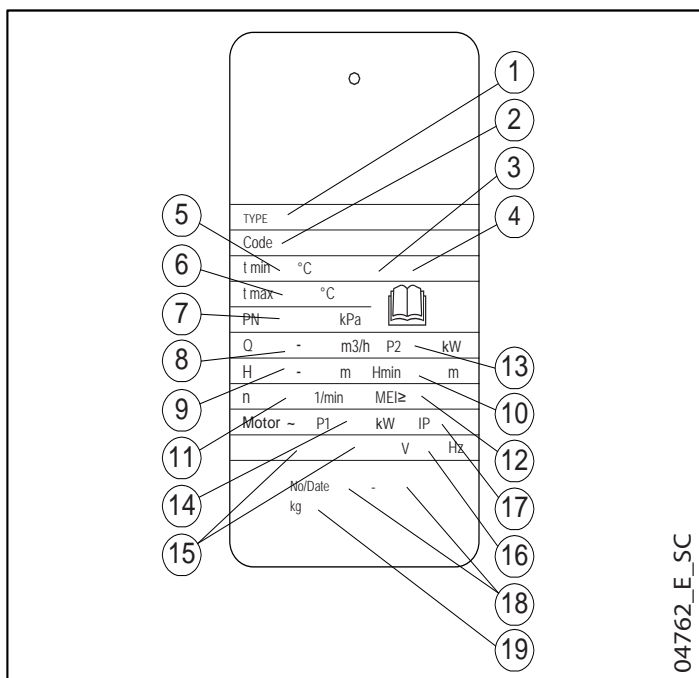 1
2
3
4
5
6
7
8
9
11
14
15
13
10
12
17
16
18
19
TYPE
Code
t min °C
t max °C
PN kPa
Q - m3/h P2 kW
H - m Hmin m
n 1/min MEI≥
Motor ~ P1 kW IP
V Hz
No/Date -
kg
04762_E_SC